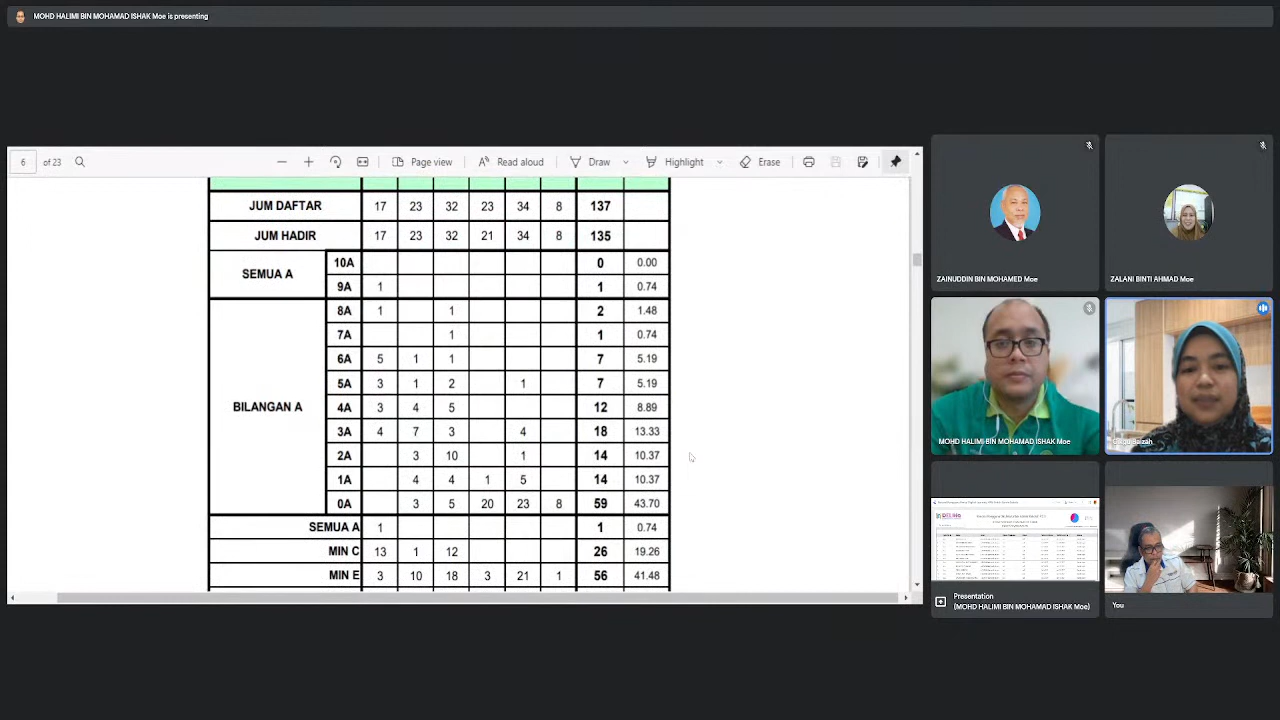 MOHD HALIMI BIN MOHAMAD ISHAK Moe is presenting
6 of 23 Page view Read aloud Draw Highlight Erase
JUM DAFTAR 17 23 32 23 34 8 137
JUM HADIR 17 23 32 21 34 8 135
SEMUA A
10A 0 0.00
9A 1 1 0.74
BILANGAN A
8A 1 1 2 1.48
7A 1 1 0.74
6A 5 1 1 7 5.19
5A 3 1 2 1 7 5.19
4A 3 4 5 12 8.89
3A 4 7 3 4 18 13.33
2A 3 10 1 14 10.37
1A 4 4 1 5 14 10.37
0A 3 5 20 23 8 59 43.70
SEMUA A 1 1 0.74
MIN C 13 1 12 26 19.26
MIN E 10 18 3 21 56 41.48
ZAINUDDIN BIN MOHAMED Moe
ZALANI BINTI AHMAD Moe
MOHD HALIMI BIN MOHAMAD ISHAK Moe
Presentation
(MOHD HALIMI BIN MOHAMAD ISHAK Moe)
You